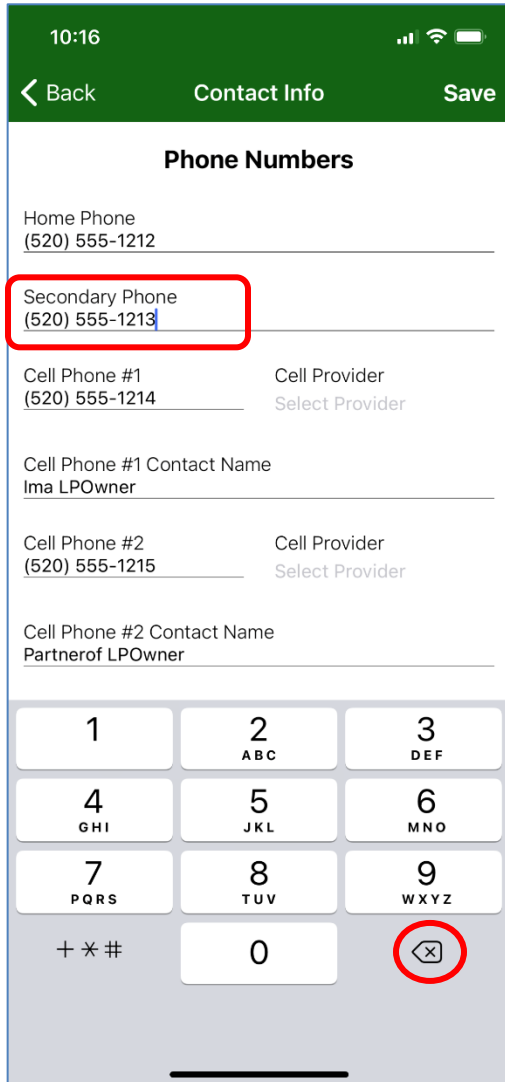 10:16
Back Contact Info Save
Phone Numbers
Home Phone
(520) 555-1212
Secondary Phone
(520) 555-1213
Cell Phone #1 Cell Provider
(520) 555-1214 Select Provider
Cell Phone #1 Contact Name
Ima LPOwner
Cell Phone #2 Cell Provider
(520) 555-1215 Select Provider
Cell Phone #2 Contact Name
Partnerof LPOwner
1 2 3
ABC DEF
4 5 6
GHI JKL MNO
7 8 9
PQRS TUV WXYZ
+*# 0